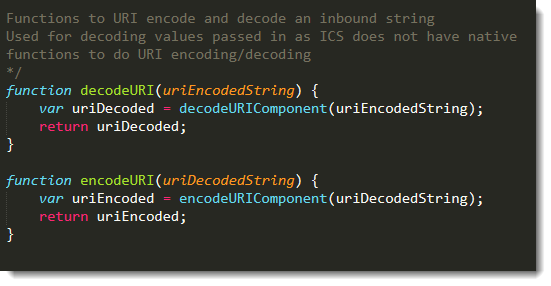 Functions to URI encode and decode an inbound string
Used for decoding values passed in as ICS does not have native
functions to do URI encoding/decoding
*/
function decodeURI(uriEncodedString) {
    var uriDecoded = decodeURIComponent(uriEncodedString);
    return uriDecoded;
}

function encodeURI(uriDecodedString) {
    var uriEncoded = encodeURIComponent(uriDecodedString);
    return uriEncoded;
}